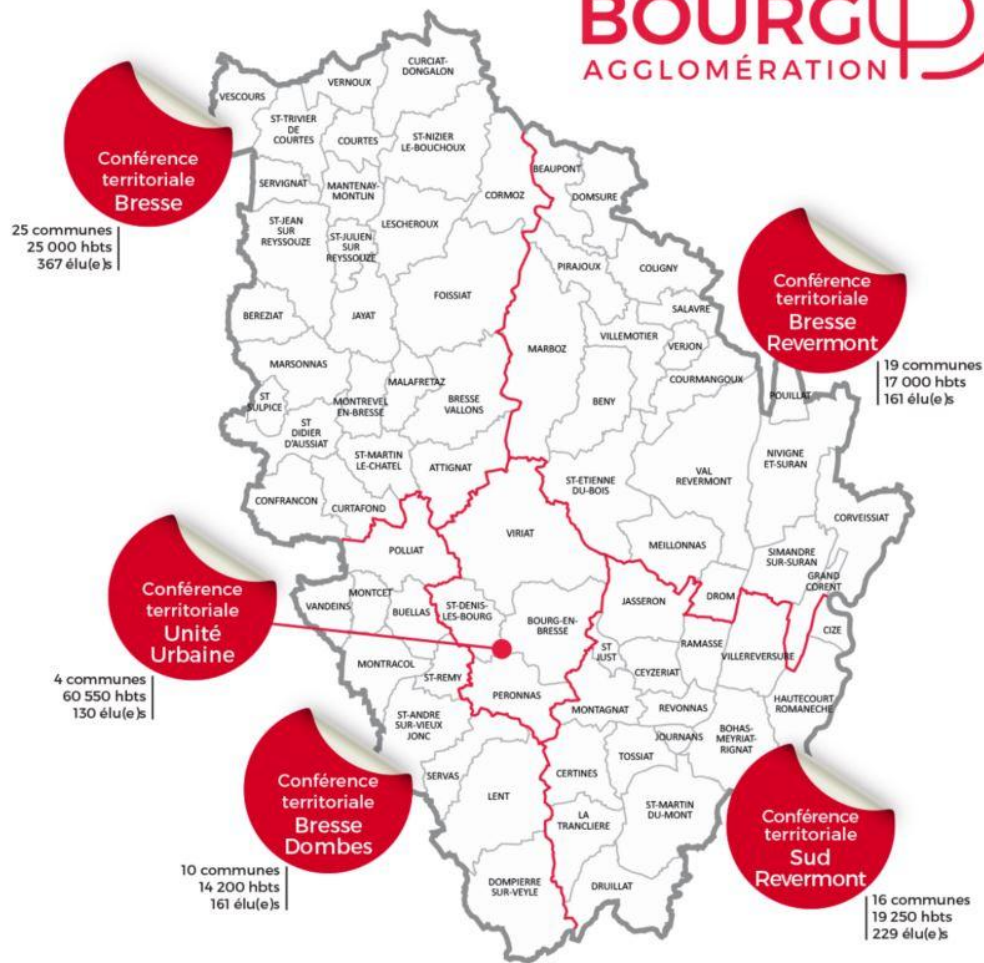 BOURG
AGGLOMÉRATION
CURCIAT-
DONGALON
VERNOUX
VESCOURS
ST-TRIVIER
DE
COURTES
COURTES
ST-NIZIER
LE-BOUCHOUX
Conférence
territoriale
Bresse
25 communes
25 000 hbts
367 élu(e)s
SERVIGNAT
MANTENAY-
MONTLIN
CORMOZ
BEAUPONT
DOMSURE
ST-JEAN
SUR
REYSSOUZE
ST-JULIEN
SUR
REYSSOUZE
LESCHEROUX
PIRAJOUX
COLIGNY
Conférence
territoriale
Bresse
Revermont
19 communes
17 000 hbts
161 élu(e)s
FOISSIAT
SALAVRE
BEREZIAT
JAYAT
MARBOZ
VILLEMOTIER
VERJON
MARSONNAS
MALAFRETAZ
COURMANGOUX
POUILLAT
ST
SULPICE
MONTREVEL
EN-BRESSE
BRESSE
VALLONS
BENY
ST
DIDIER
D'AUSSIAT
NIVIGNE
ET-SURAN
ST-MARTIN
LE-CHATEL
ATTIGNAT
VAL
REVERMONT
ST-ETIENNE
DU-BOIS
CONFRANCON
CURTAFOND
CORVEISSIAT
VIRIAT
POLLIAT
MEILLONNAS
SIMANDRE
SUR-SURAN
GRAND
CORENT
Conférence
territoriale
Unité
Urbaine
4 communes
60 550 hbts
130 élu(e)s
VANDEINS
MONTCET
BUELLAS
ST-DENIS-
LES-BOURG
BOURG-EN-
BRESSE
JASSERON
DROM
CIZE
ST
JUST
RAMASSE
VILLEREVERSURE
MONTRACOL
CEYZERIAT
ST-REMY
PERONNAS
MONTAGNAT
REVONNAS
HAUTECOURT
ROMANECHE
ST-ANDRE
SUR-VIEUX
JONC
JOURNANS
BOHAS-
MEYRIAT-
RIGNAT
TOSSIAT
SERVAS
CERTINES
LENT
Conférence
territoriale
Bresse
Dombes
10 communes
14 200 hbts
161 élu(e)s
LA
TRANCLIERE
ST-MARTIN
DU-MONT
DOMPIERRE
SUR-VEYLE
DRUILLAT
Conférence
territoriale
Sud
Revermont
16 communes
19 250 hbts
229 élu(e)s